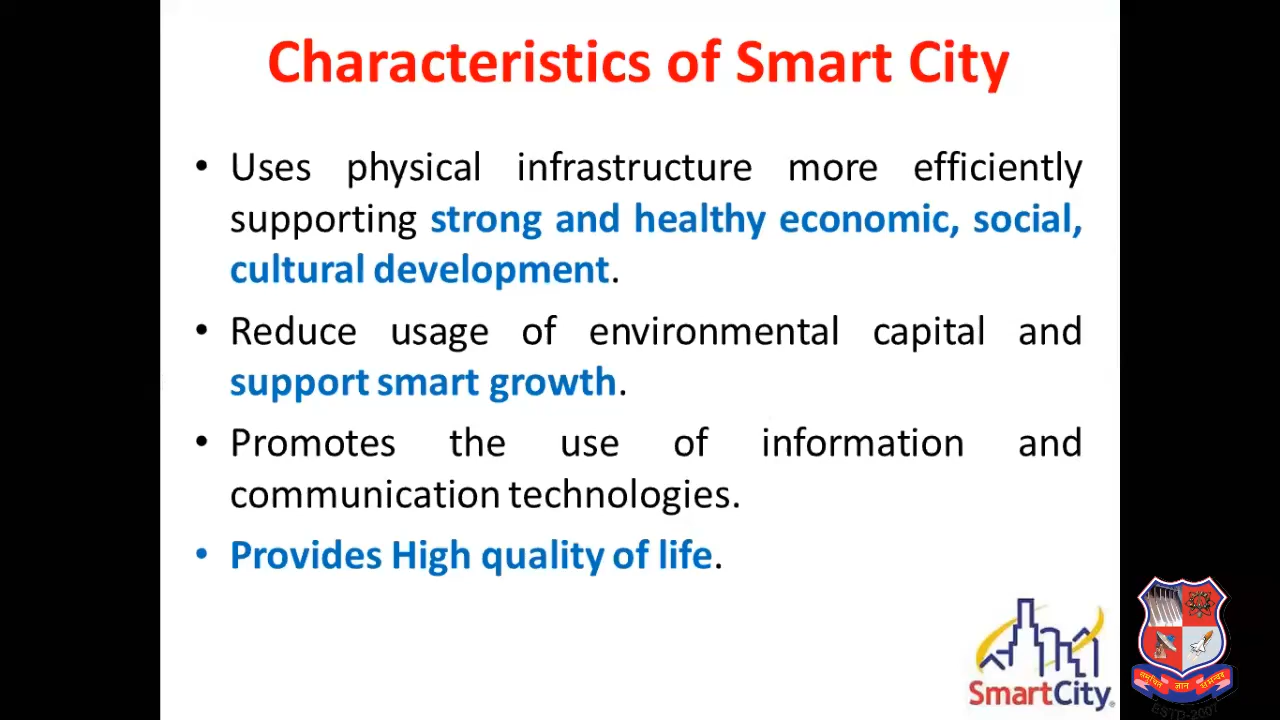 Characteristics of Smart City
• Uses physical infrastructure more efficiently
supporting strong and healthy economic, social,
cultural development.
• Reduce usage of environmental capital and
support smart growth.
• Promotes the use of information and
communication technologies.
• Provides High quality of life.
SmartCity
ESTD-2007